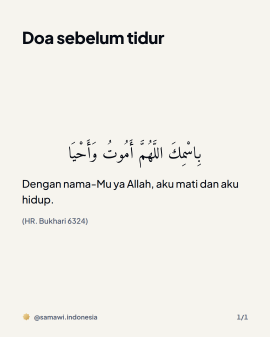 Doa sebelum tidur
بِاسْمِكَ اللَّهُمَّ أَمُوتُ وَأَحْيَا
Dengan nama-Mu ya Allah, aku mati dan aku
hidup.
(HR. Bukhari 6324)
@samawi.indonesia
1/1